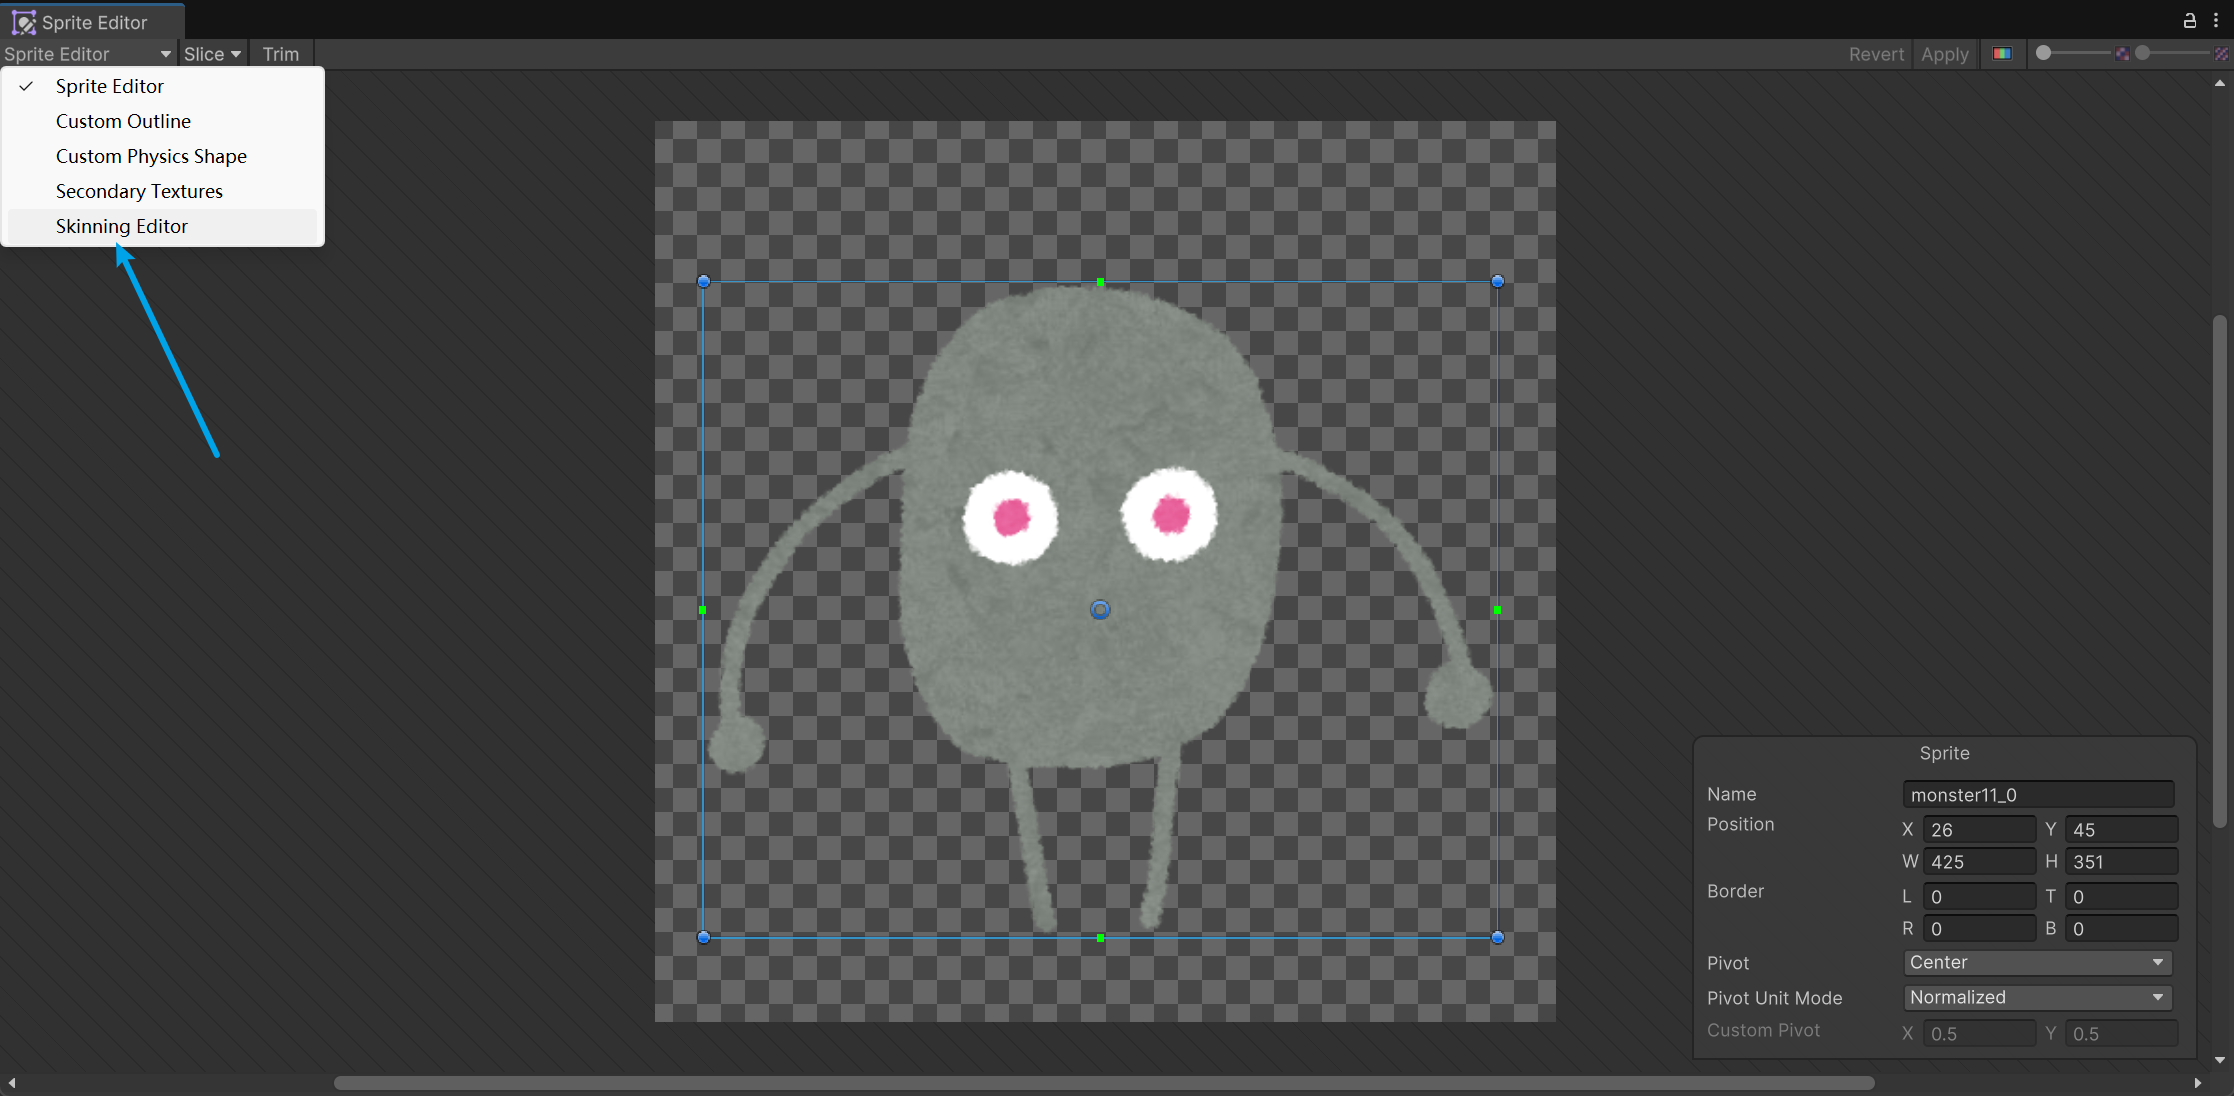 Sprite Editor
Sprite Editor Slice Trim Revert Apply
Sprite Editor
Custom Outline
Custom Physics Shape
Secondary Textures
Skinning Editor
Sprite
Name monster11_0
Position X 26 Y 45
W 425 H 351
Border L 0 T 0
R 0 B 0
Pivot Center
Pivot Unit Mode Normalized
Custom Pivot X 0.5 Y 0.5